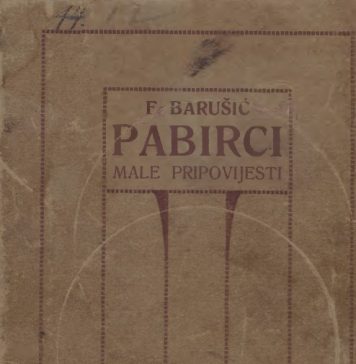 F. BARUŠIĆ
PABIRCI
MALE PRIPOVIJESTI